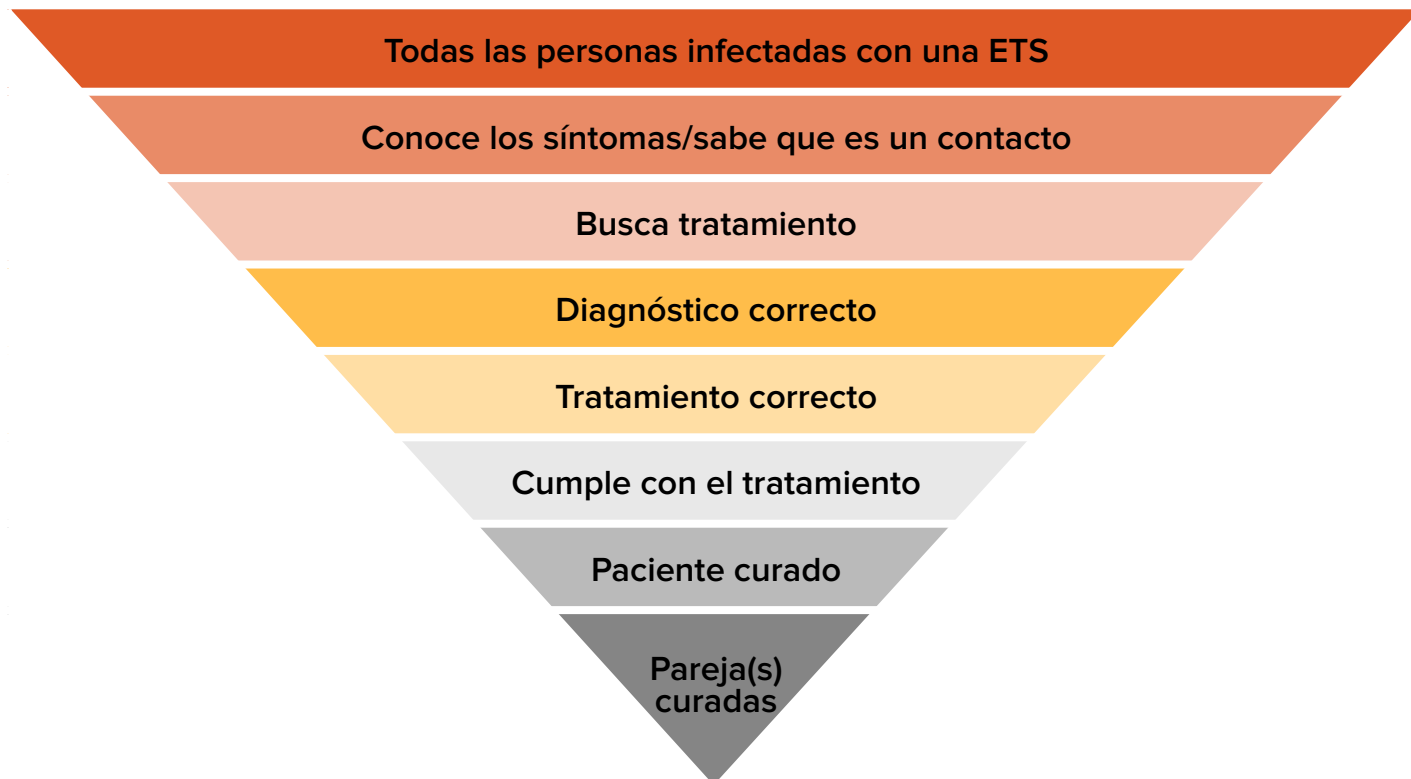 Todas las personas infectadas con una ETS
Conoce los síntomas/sabe que es un contacto
Busca tratamiento
Diagnóstico correcto
Tratamiento correcto
Cumple con el tratamiento
Paciente curado
Pareja(s)
curadas